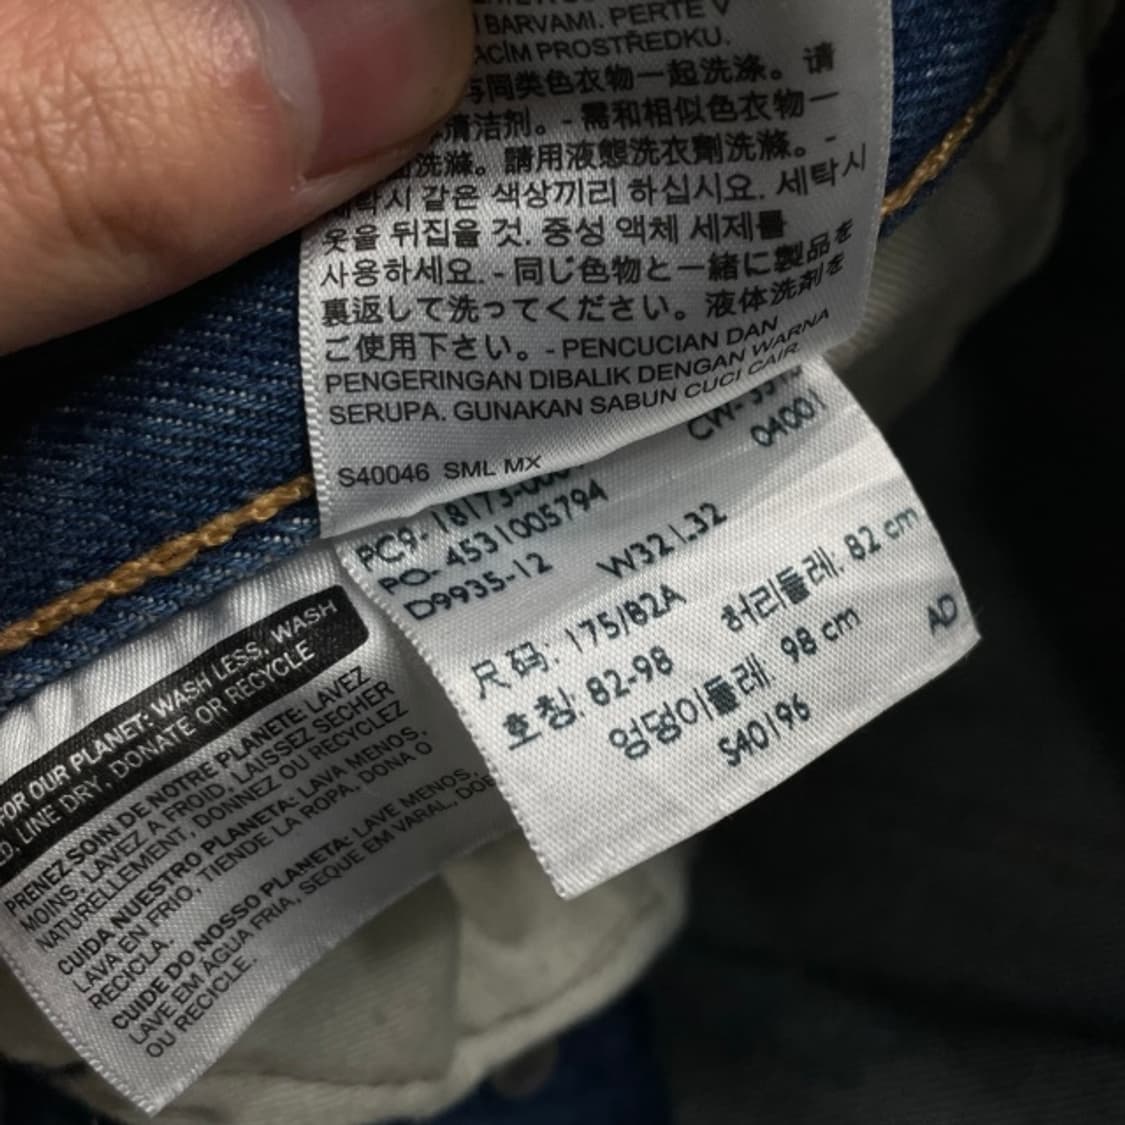 I BARVAMI. PERTE V
ACÍM PROSTŘEDKU.
与同类色衣物一起洗涤。请
清洁剂。- 需和相似色衣物一
洗滌。請用液態洗衣劑洗滌。-
세탁시 같은 색상끼리 하십시요. 세탁시
옷을 뒤집을 것. 중성 액체 세제를
사용하세요. - 同じ色物と一緒に製品を
裏返して洗ってください。液体洗剤を
ご使用下さい。- PENCUCIAN DAN
PENGERINGAN DIBALIK DENGAN WARNA
SERUPA. GUNAKAN SABUN CUCI CAIR.
S40046 SML MX
04001
PC9-18173-
PO-4531005794
D9935-12 W32 L32
尺码: 175/82A 허리둘레: 82 cm
호칭: 82-98
엉덩이둘레: 98 cm AD
S40196
FOR OUR PLANET: WASH LESS, WASH
LINE DRY, DONATE OR RECYCLE
PRENEZ SOIN DE NOTRE PLANETE: LAVEZ
MOINS, LAVEZ A FROID, LAISSEZ SECHER
NATURELLEMENT, DONNEZ OU RECYCLEZ
CUIDA NUESTRO PLANETA: LAVA MENOS,
LAVA EN FRIO, TIENDE LA ROPA, DONA O
RECICLA.
CUIDE DO NOSSO PLANETA: LAVE MENOS,
LAVE EM AGUA FRIA, SEQUE EM VARAL, DOE
OU RECICLE.